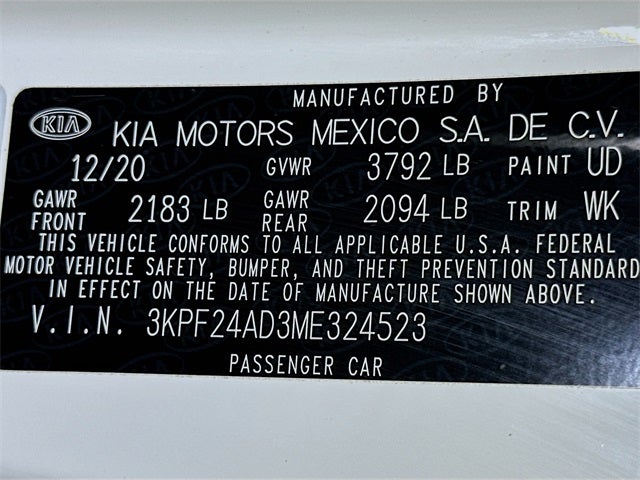 MANUFACTURED BY
KIA KIA MOTORS MEXICO S.A. DE C.V.
12/20 GVWR 3792 LB PAINT UD
GAWR FRONT 2183 LB GAWR REAR 2094 LB TRIM WK
THIS VEHICLE CONFORMS TO ALL APPLICABLE U.S.A. FEDERAL
MOTOR VEHICLE SAFETY, BUMPER, AND THEFT PREVENTION STANDARD
IN EFFECT ON THE DATE OF MANUFACTURE SHOWN ABOVE.
V.I.N. 3KPF24AD3ME324523
PASSENGER CAR